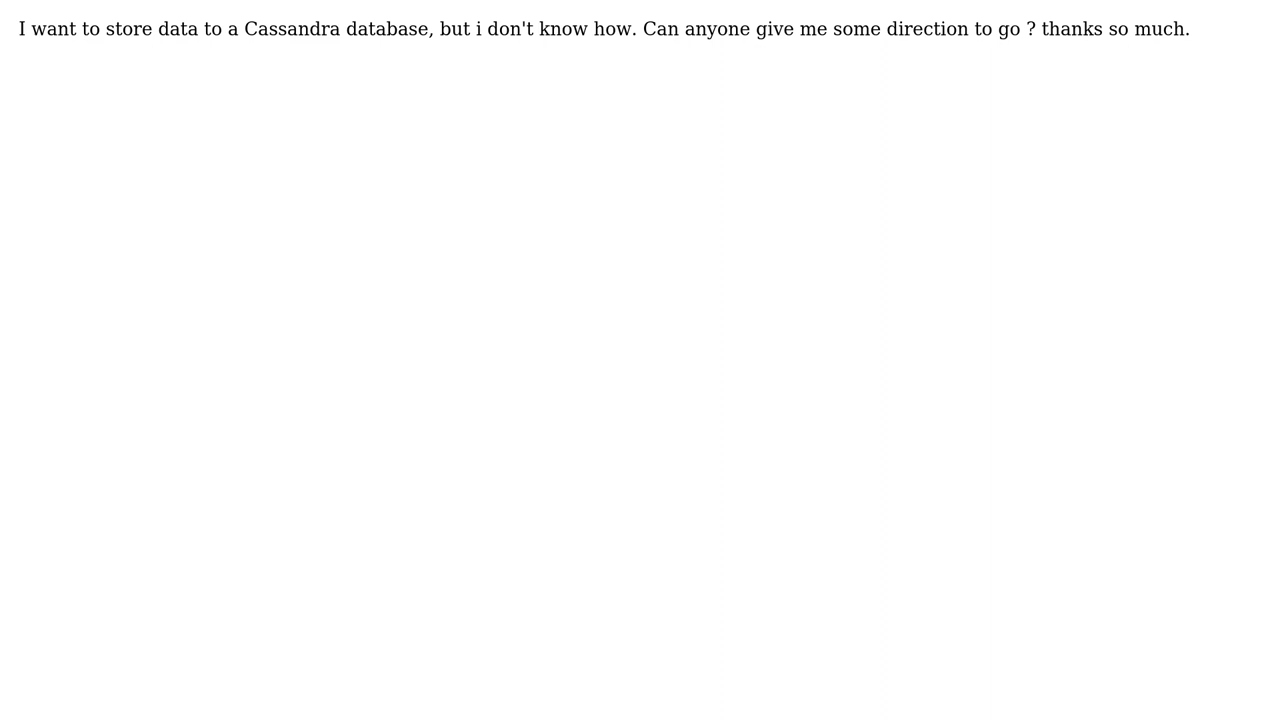 I want to store data to a Cassandra database, but i don't know how. Can anyone give me some direction to go ? thanks so much.